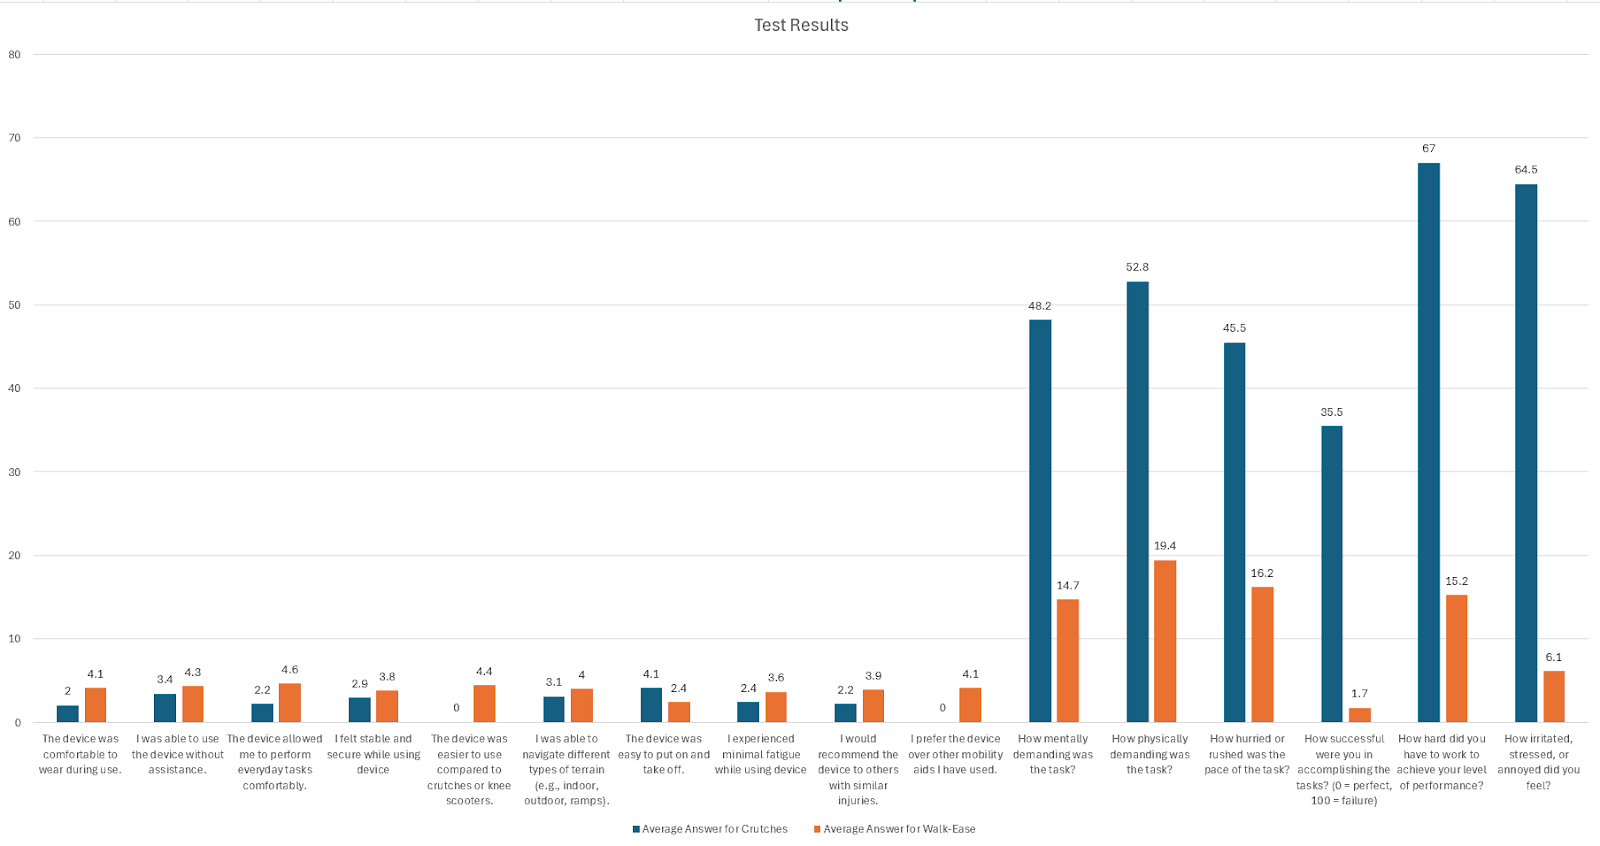 Test Results
80
70
60
50
40
30
20
10
0
2
4.1
3.4
4.3
2.2
4.6
2.9
3.8
0
4.4
3.1
4
4.1
2.4
2.4
3.6
2.2
3.9
0
4.1
48.2
14.7
52.8
19.4
45.5
16.2
35.5
1.7
67
15.2
64.5
6.1
The device was
comfortable to
wear during use.
I was able to use
the device without
assistance.
The device allowed
me to perform
everyday tasks
comfortably.
I felt stable and
secure while using
device
The device was
easier to use
compared to
crutches or knee
scooters.
I was able to
navigate different
types of terrain
(e.g., indoor,
outdoor, ramps).
The device was
easy to put on and
take off.
I experienced
minimal fatigue
while using device
I would
recommend the
device to others
with similar
injuries.
I prefer the device
over other mobility
aids I have used.
How mentally
demanding was
the task?
How physically
demanding was
the task?
How hurried or
rushed was the
pace of the task?
How successful
were you in
accomplishing the
tasks? (0 = perfect,
100 = failure)
How hard did you
have to work to
achieve your level
of performance?
How irritated,
stressed, or
annoyed did you
feel?
Average Answer for Crutches
Average Answer for Walk-Ease